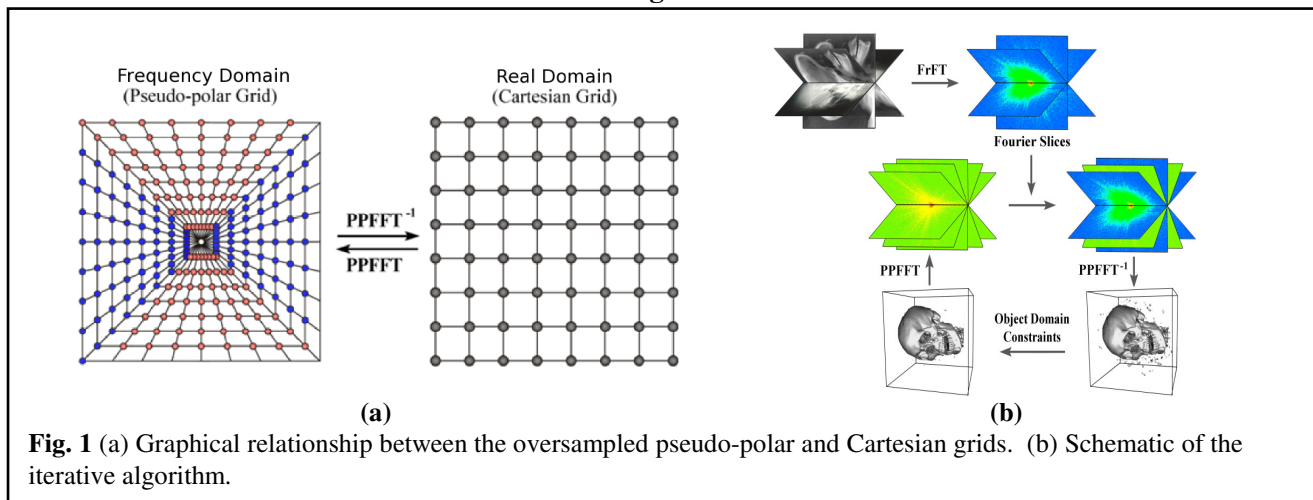 Frequency Domain
(Pseudo-polar Grid)
Real Domain
(Cartesian Grid)
PPFFT⁻¹
PPFFT
(a)
FrFT
Fourier Slices
PPFFT
PPFFT⁻¹
Object Domain
Constraints
(b)
Fig. 1 (a) Graphical relationship between the oversampled pseudo-polar and Cartesian grids. (b) Schematic of the
iterative algorithm.